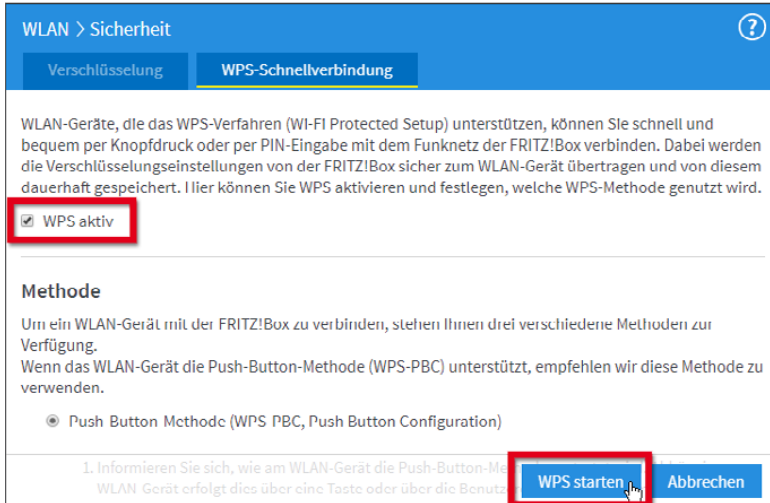 WLAN > Sicherheit
Verschlüsselung
WPS-Schnellverbindung
WLAN-Geräte, die das WPS-Verfahren (WI-FI Protected Setup) unterstützen, können Sie schnell und
bequem per Knopfdruck oder per PIN-Eingabe mit dem Funknetz der FRITZ!Box verbinden. Dabei werden
die Verschlüsselungseinstellungen von der FRITZ!Box sicher zum WLAN-Gerät übertragen und von diesem
dauerhaft gespeichert. Hier können Sie WPS aktivieren und festlegen, welche WPS-Methode genutzt wird.
WPS aktiv
Methode
Um ein WLAN-Gerät mit der FRITZ!Box zu verbinden, stehen Ihnen drei verschiedene Methoden zur
Verfügung.
Wenn das WLAN-Gerät die Push-Button-Methode (WPS-PBC) unterstützt, empfehlen wir diese Methode zu
verwenden.
Push Button Methode (WPS PBC, Push Button Configuration)
1. Informieren Sie sich, wie am WLAN-Gerät die Push-Button-Me
WLAN Gerät erfolgt dies über eine Taste oder über die Benutze
WPS starten
Abbrechen